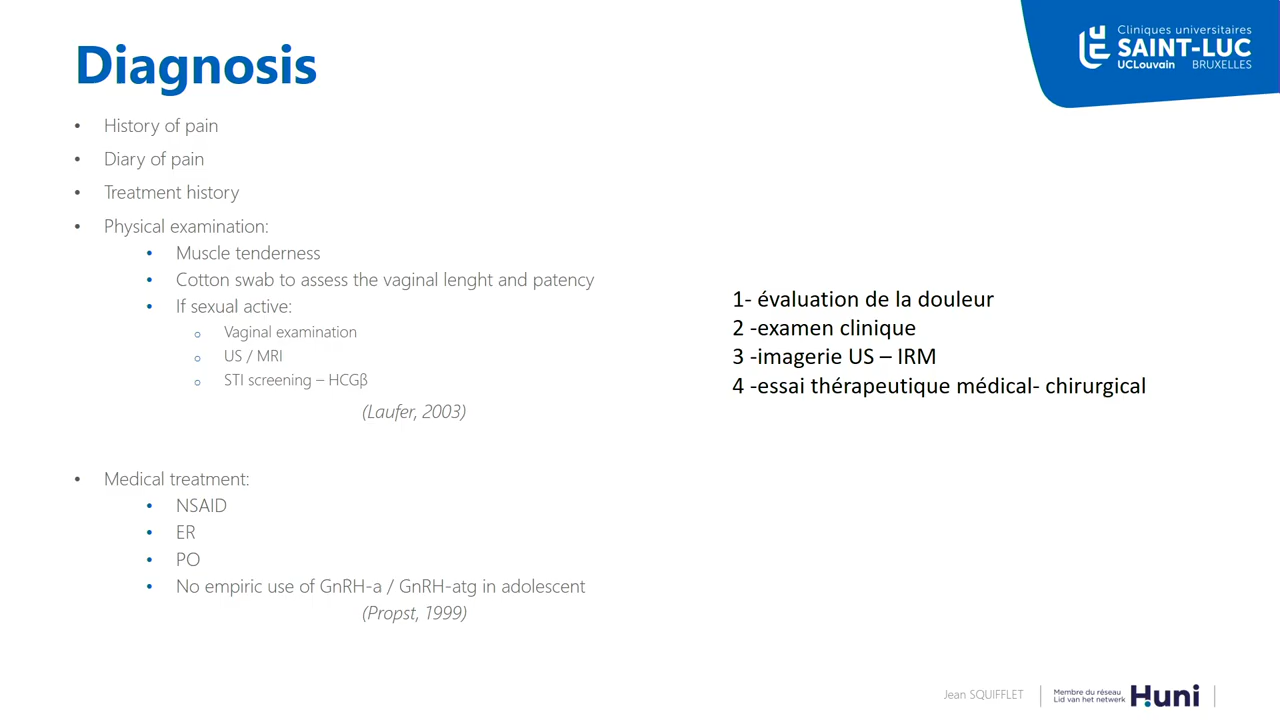 Diagnosis
Cliniques universitaires
SAINT-LUC
UCLouvain BRUXELLES
• History of pain
• Diary of pain
• Treatment history
• Physical examination:
• Muscle tenderness
• Cotton swab to assess the vaginal lenght and patency
• If sexual active:
o Vaginal examination
o US / MRI
o STI screening – HCGβ
(Laufer, 2003)
• Medical treatment:
• NSAID
• ER
• PO
• No empiric use of GnRH-a / GnRH-atg in adolescent
(Propst, 1999)
1- évaluation de la douleur
2 -examen clinique
3 -imagerie US – IRM
4 -essai thérapeutique médical- chirurgical
Jean SQUIFFLET
Membre du réseau
Lid van het netwerk
Huni